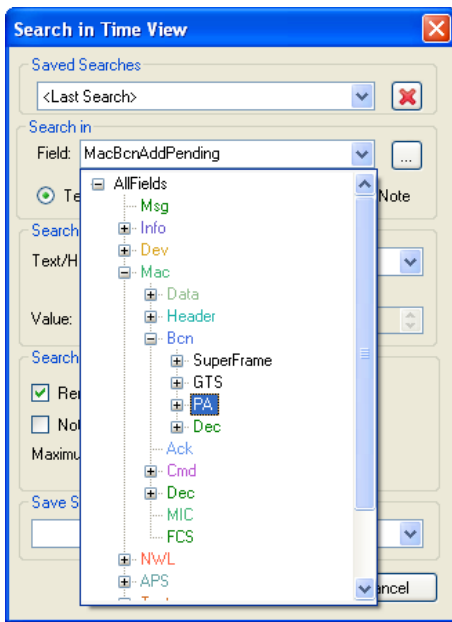 Search in Time View
Saved Searches
<Last Search>
Search in
Field: MacBcnAddPending ...
AllFields
Te Note
Msg
Info
Search
Dev
Text/H
Mac
Data
Header
Value:
Bcn
SuperFrame
Search
GTS
Rer
PA
Not
Dec
Maximu
Ack
Cmd
Dec
Save S
MIC
FCS
NWL
APS
ancel